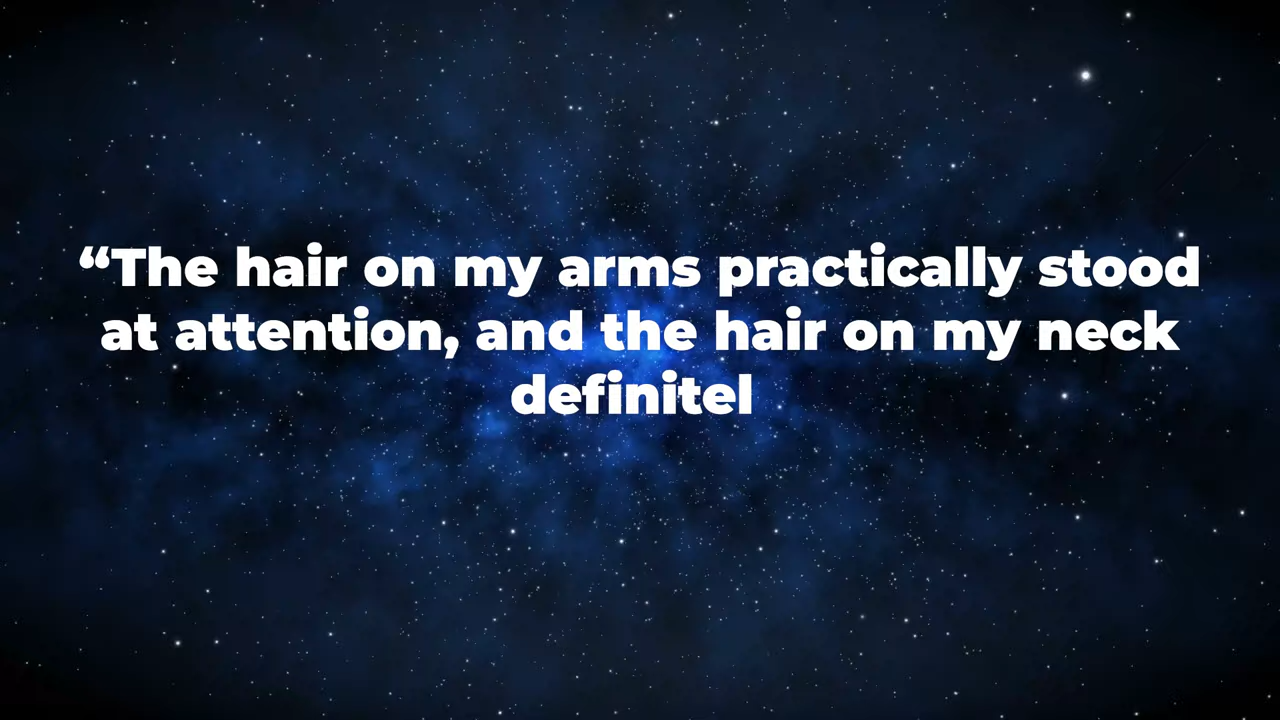 “The hair on my arms practically stood
at attention, and the hair on my neck
definitel